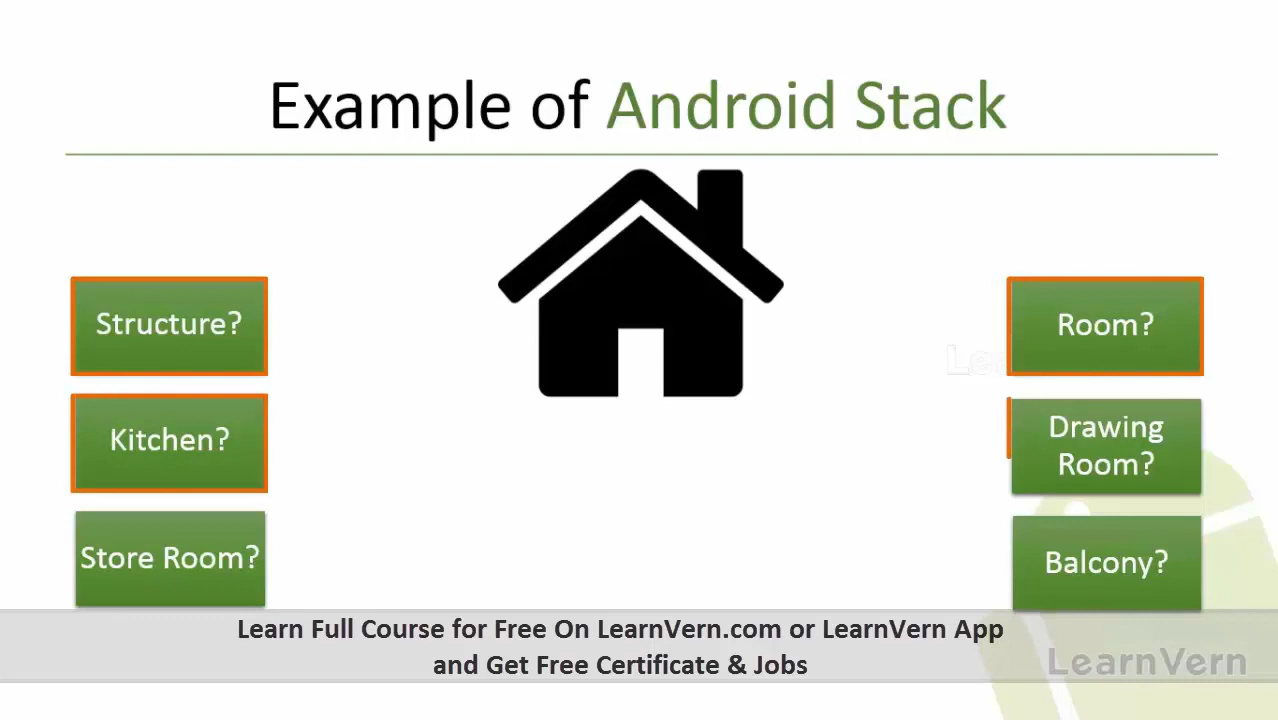 Example of Android Stack
Structure?
Kitchen?
Store Room?
Room?
Drawing
Room?
Balcony?
Learn Full Course for Free On LearnVern.com or LearnVern App
and Get Free Certificate & Jobs
LearnVern